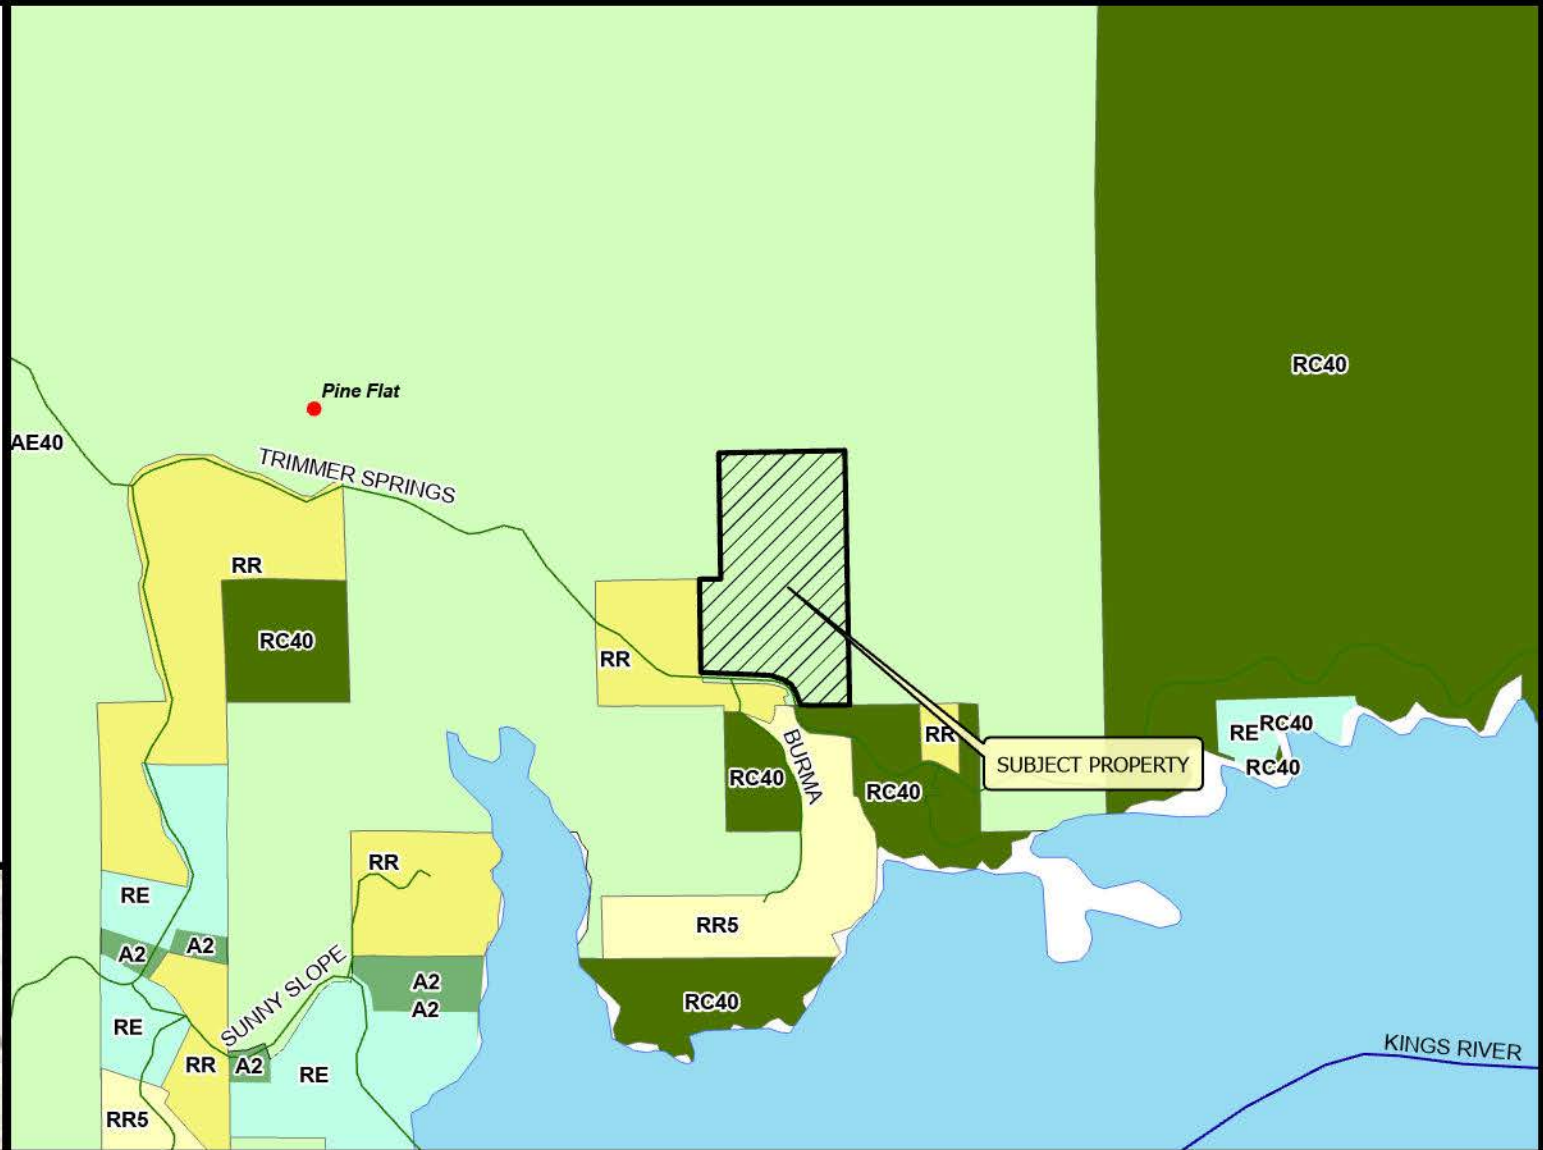 RC40
Pine Flat
AE40
TRIMMER SPRINGS
RR
RC40
RR
RR
RE
RC40
RC40
SUBJECT PROPERTY
BURMA
RC40
RC40
RR
RE
RR5
A2
A2
SUNNY SLOPE
A2
A2
RC40
RE
KINGS RIVER
RR
A2
RE
RR5